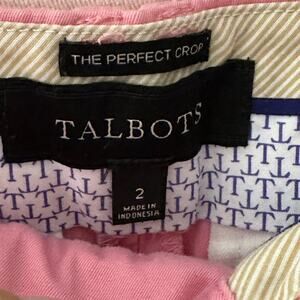 THE PERFECT CROP
TALBOTS
2
MADE IN
INDONESIA